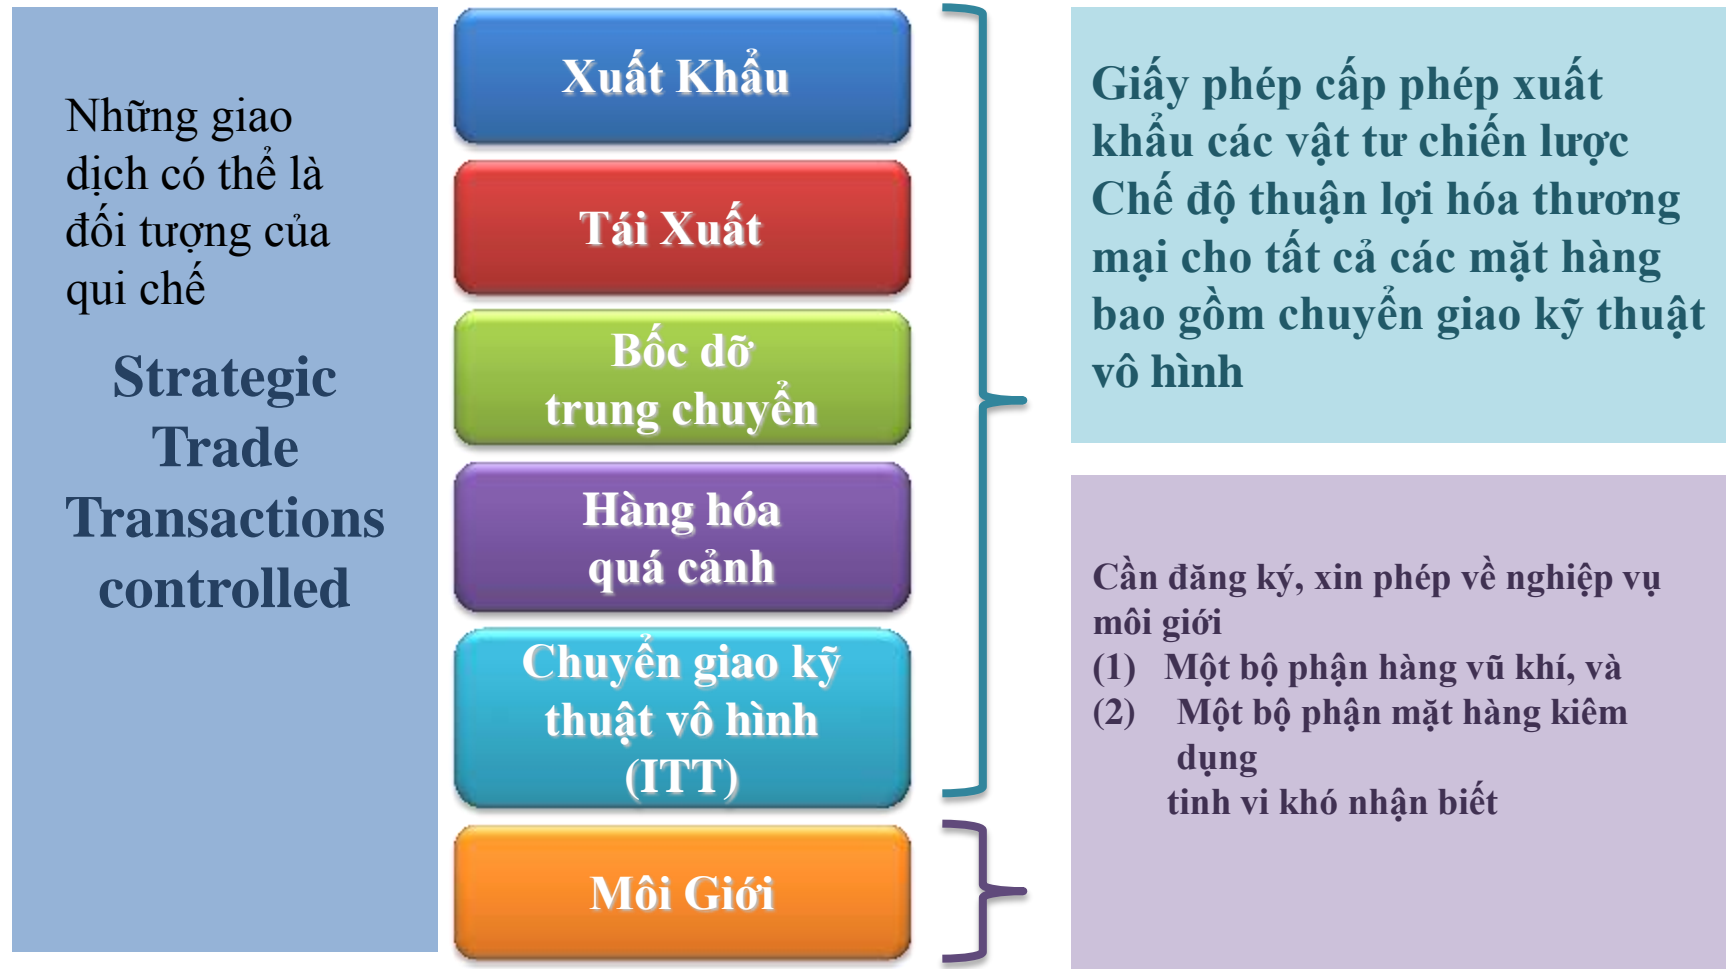 Những giao
dịch có thể là
đối tượng của
qui chế
Strategic
Trade
Transactions
controlled
Xuất Khẩu
Tái Xuất
Bốc dỡ
trung chuyển
Hàng hóa
quá cảnh
Chuyển giao kỹ
thuật vô hình
(ITT)
Môi Giới
Giấy phép cấp phép xuất
khẩu các vật tư chiến lược
Chế độ thuận lợi hóa thương
mại cho tất cả các mặt hàng
bao gồm chuyển giao kỹ thuật
vô hình
Cần đăng ký, xin phép về nghiệp vụ
môi giới
(1) Một bộ phận hàng vũ khí, và
(2) Một bộ phận mặt hàng kiêm
dụng
tinh vi khó nhận biết